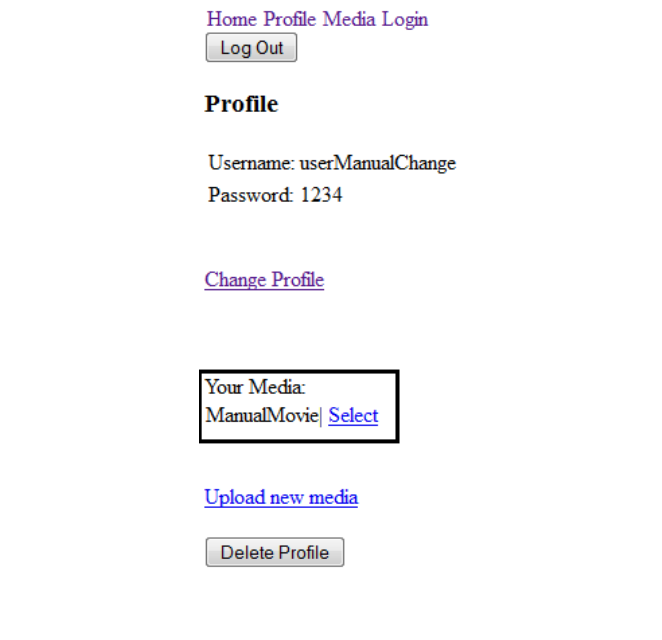 Home Profile Media Login
Log Out
Profile
Username: userManualChange
Password: 1234
Change Profile
Your Media:
ManualMovie| Select
Upload new media
Delete Profile